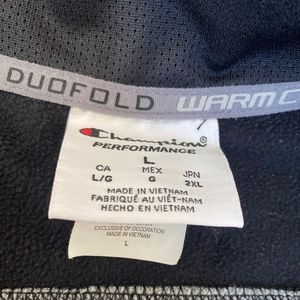 DUOFOLD WARM C
Champion
PERFORMANCE
L
CA MEX JPN
L/G G 2XL
MADE IN VIETNAM
FABRIQUÉ AU VIÊT-NAM
HECHO EN VIETNAM
EXCLUSIVE OF DECORATION
MADE IN VIETNAM
L